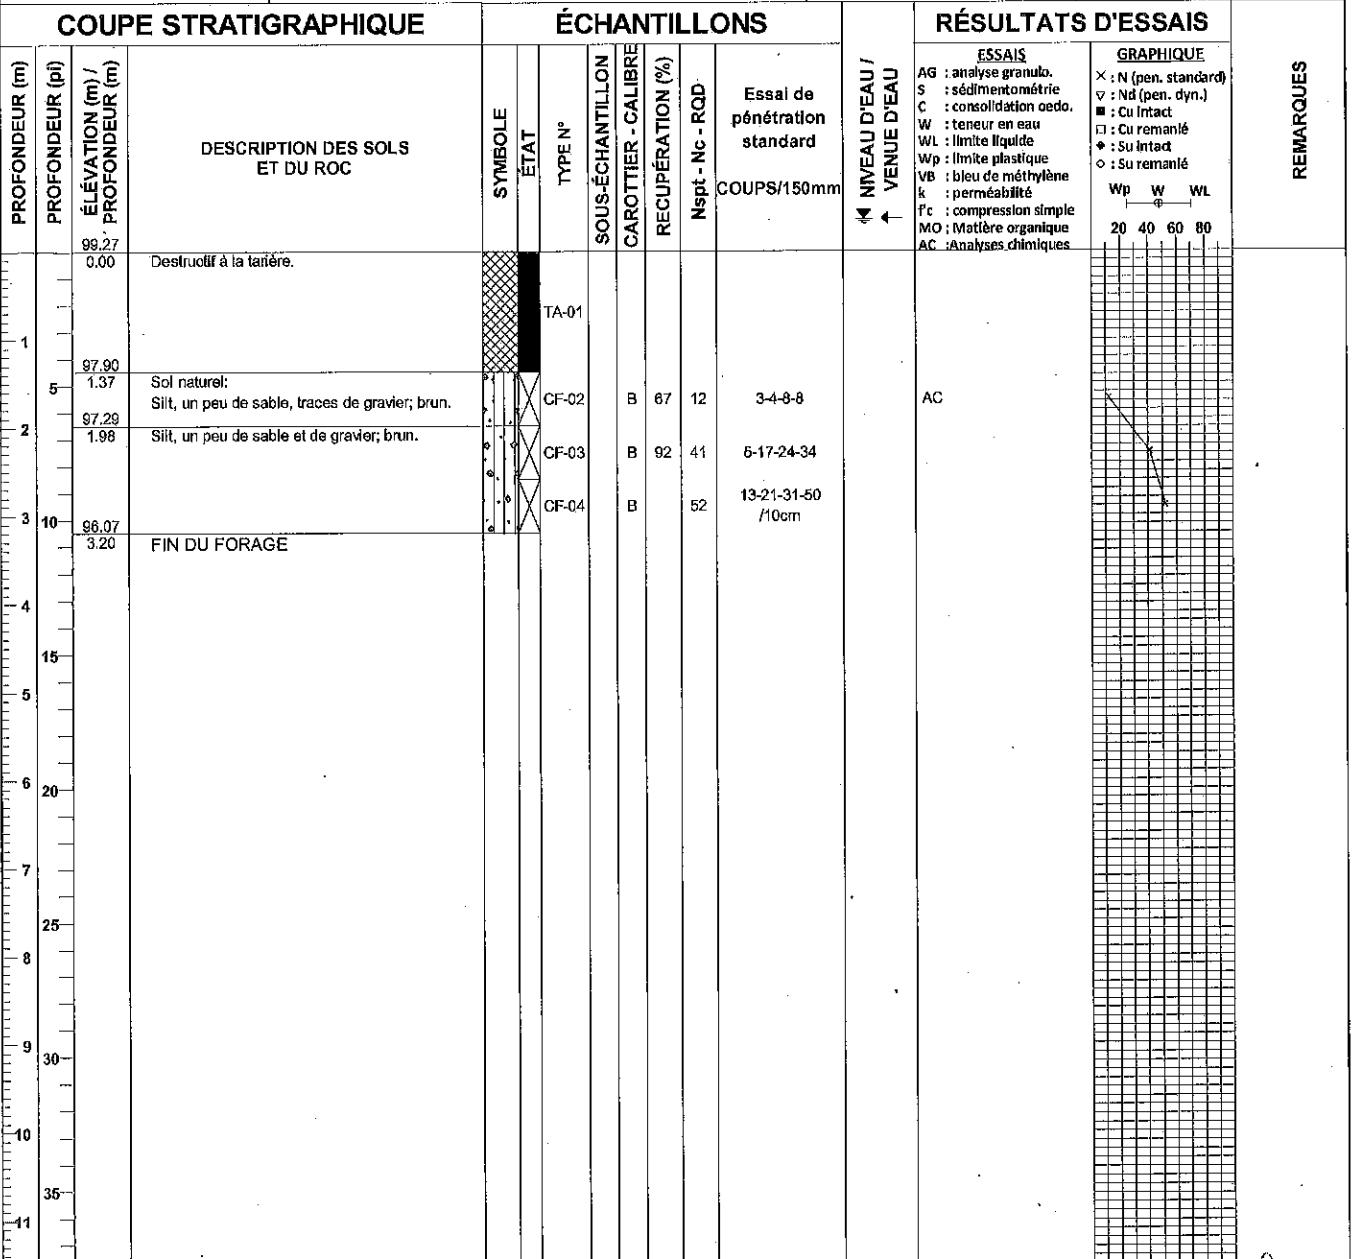 COUPE STRATIGRAPHIQUE
ÉCHANTILLONS
RÉSULTATS D'ESSAIS
PROFONDEUR (m)
PROFONDEUR (pi)
ÉLÉVATION (m) /
PROFONDEUR (m)
DESCRIPTION DES SOLS
ET DU ROC
SYMBOLE
ÉTAT
TYPE N°
SOUS-ÉCHANTILLON
CAROTTIER - CALIBRE
RECUPÉRATION (%)
Nspt - Nc - RQD
Essai de
pénétration
standard
COUPS/150mm
NIVEAU D'EAU /
VENUE D'EAU
ESSAIS
AG : analyse granulo.
S : sédimentométrie
C : consolidation oedo.
W : teneur en eau
WL : limite liquide
Wp : limite plastique
VB : bleu de méthylène
k : perméabilité
f'c : compression simple
MO : Matière organique
AC :Analyses chimiques
GRAPHIQUE
× : N (pen. standard)
▽ : Nd (pen. dyn.)
■ : Cu intact
□ : Cu remanié
◆ : Su intact
○ : Su remanié
Wp W WL
20 40 60 80
REMARQUES
99.27
0.00 Destructif à la tarière.
TA-01
1
97.90
1.37 Sol naturel:
5 Silt, un peu de sable, traces de gravier; brun. CF-02 B 67 12 3-4-8-8 AC
97.29
2 1.98 Silt, un peu de sable et de gravier; brun.
CF-03 B 92 41 6-17-24-34
CF-04 B 52 13-21-31-50
/10cm
3 10 96.07
3.20 FIN DU FORAGE
4
15
5
6
20
7
25
8
9
30
10
35
11